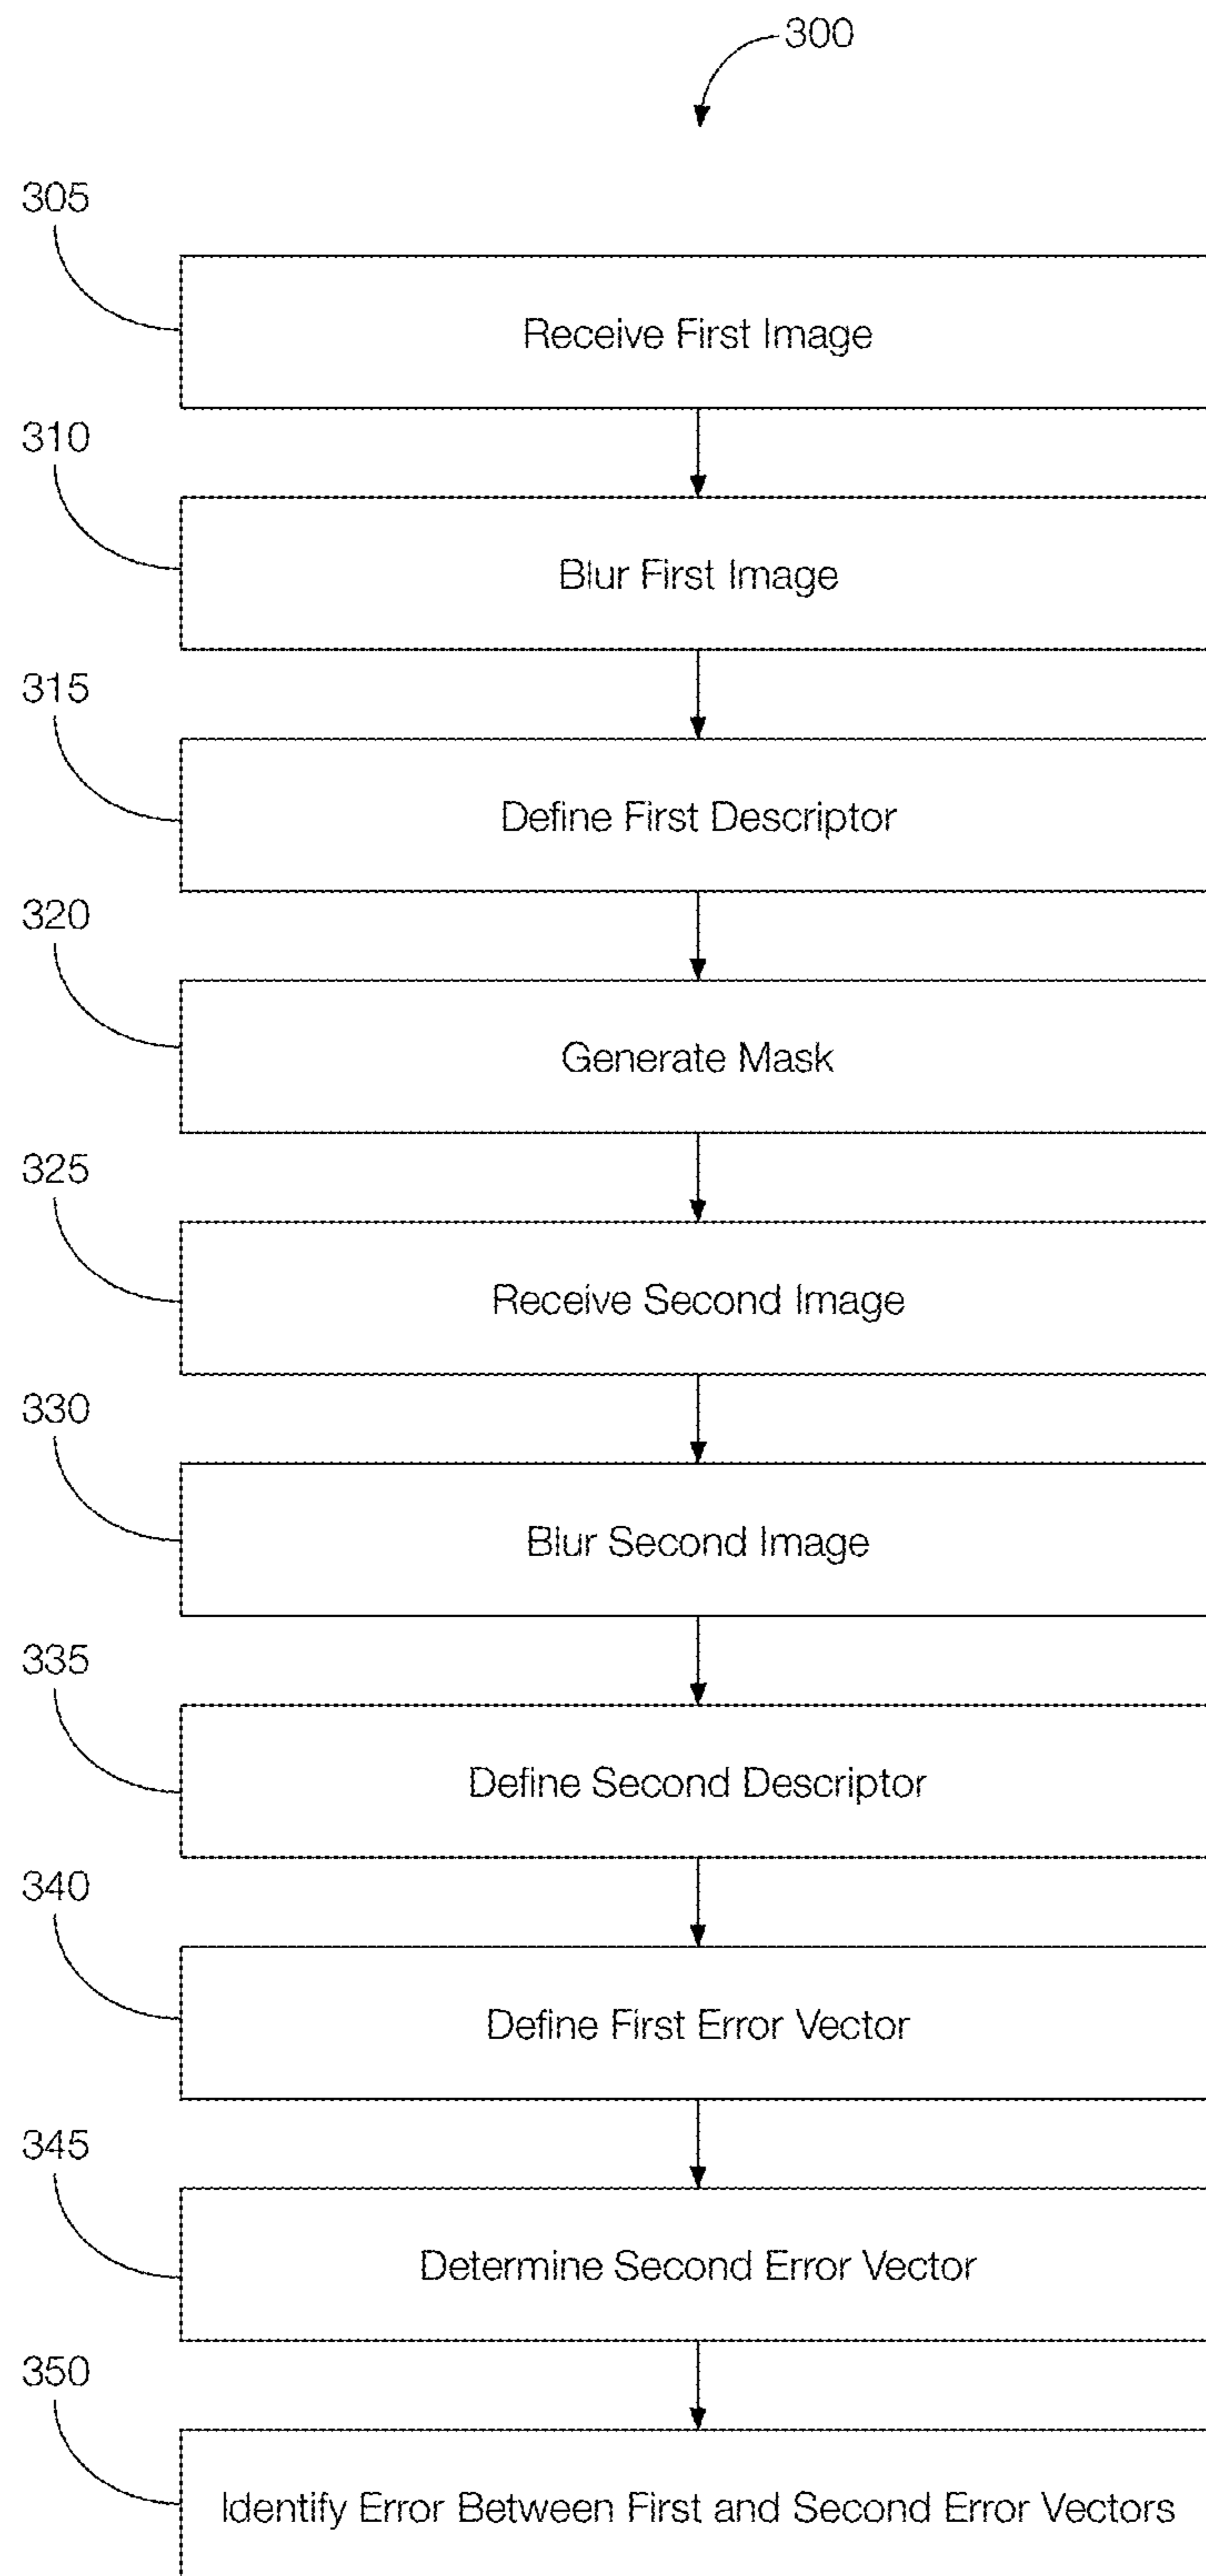 300
305
Receive First Image
310
Blur First Image
315
Define First Descriptor
320
Generate Mask
325
Receive Second Image
330
Blur Second Image
335
Define Second Descriptor
340
Define First Error Vector
345
Determine Second Error Vector
350
Identify Error Between First and Second Error Vectors